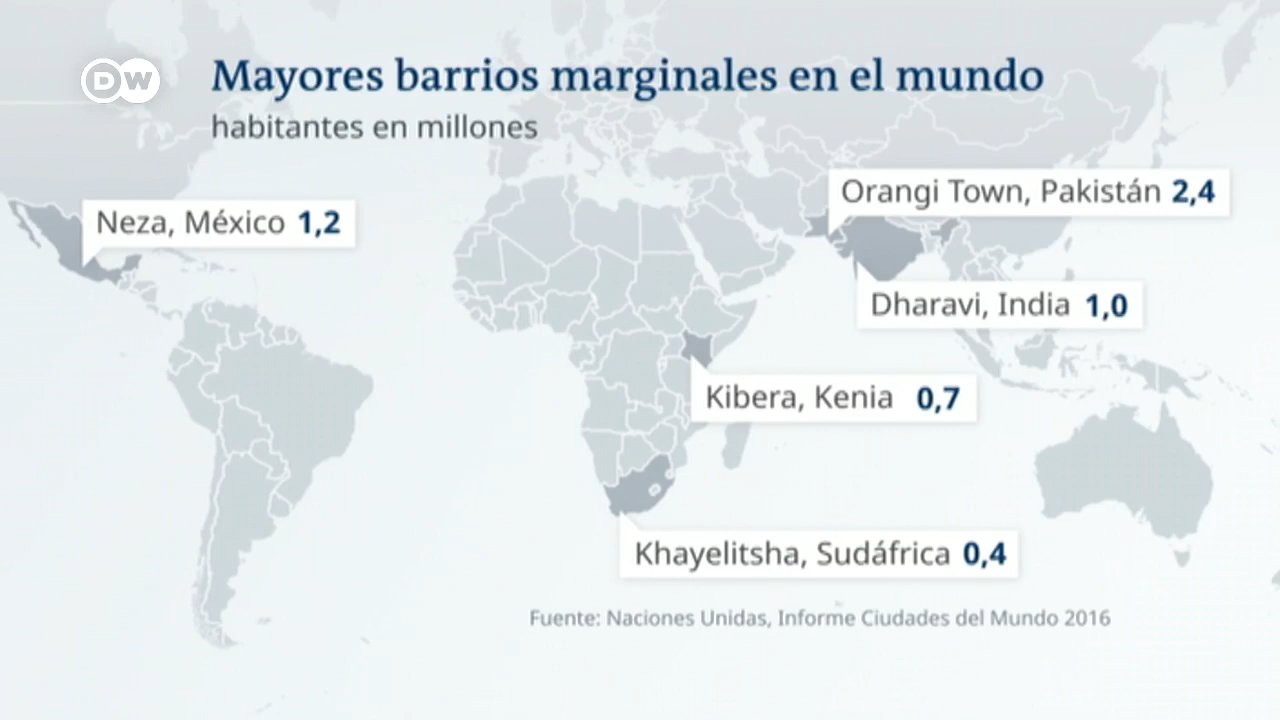 DW
Mayores barrios marginales en el mundo
habitantes en millones
Orangi Town, Pakistán 2,4
Neza, México 1,2
Dharavi, India 1,0
Kibera, Kenia 0,7
Khayelitsha, Sudáfrica 0,4
Fuente: Naciones Unidas, Informe Ciudades del Mundo 2016